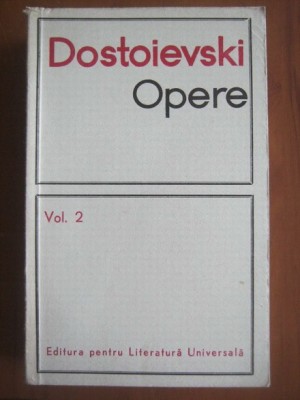 Dostoievski
Opere
Vol. 2
Editura pentru Literatură Universală